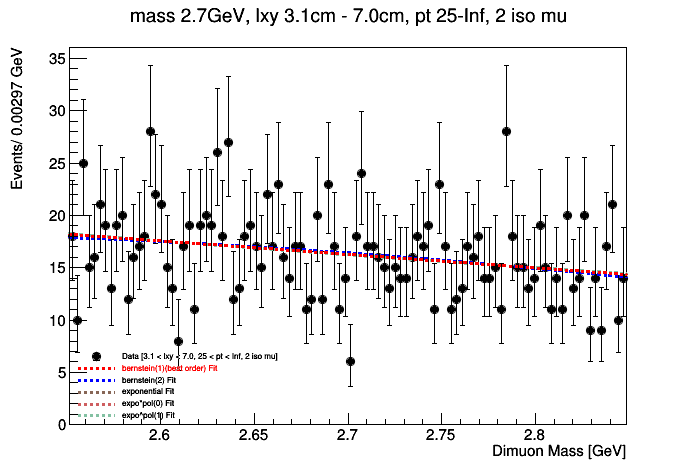 mass 2.7GeV, lxy 3.1cm - 7.0cm, pt 25-Inf, 2 iso mu
Events/ 0.00297 GeV
35
30
25
20
15
10
5
0
Data [3.1 < lxy < 7.0, 25 < pt < Inf, 2 iso mu]
bernstein(1)(best order) Fit
bernstein(2) Fit
exponential Fit
expo*pol(0) Fit
expo*pol(1) Fit
2.6 2.65 2.7 2.75 2.8
Dimuon Mass [GeV]